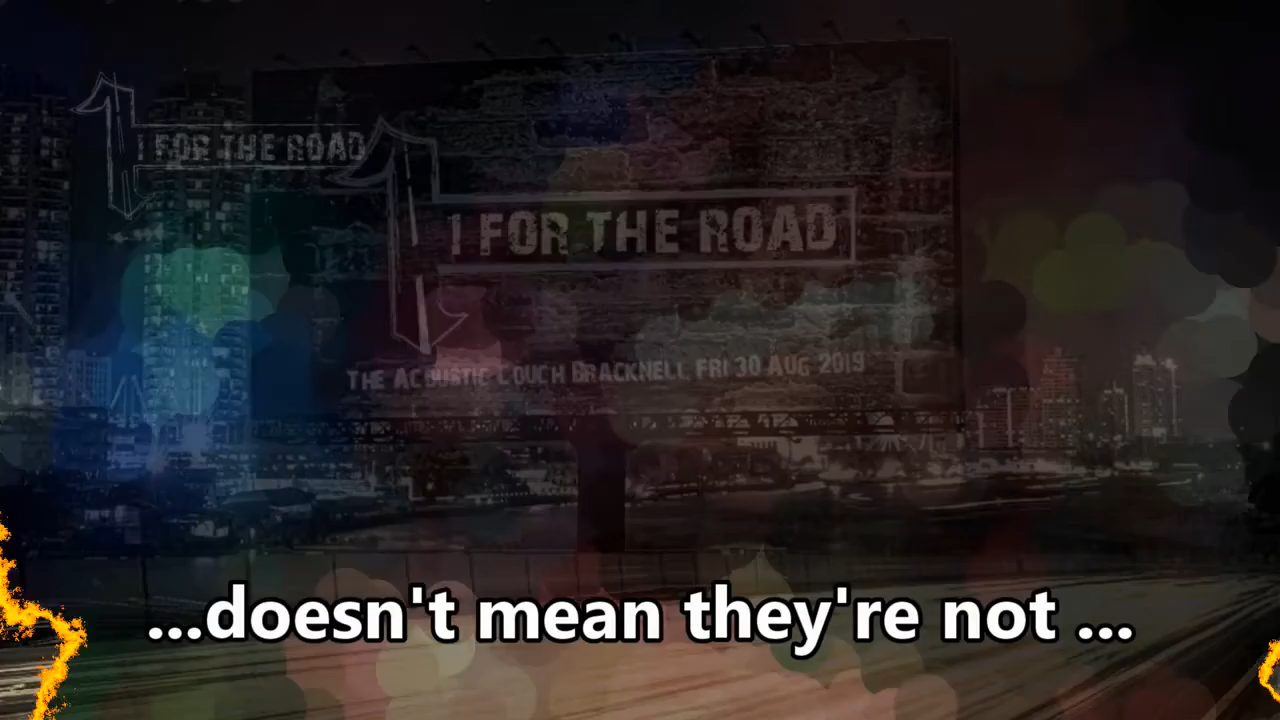 1 FOR THE ROAD
1 FOR THE ROAD
THE ACOUSTIC COUCH BRACKNELL FRI 30 AUG 2019
...doesn't mean they're not ...